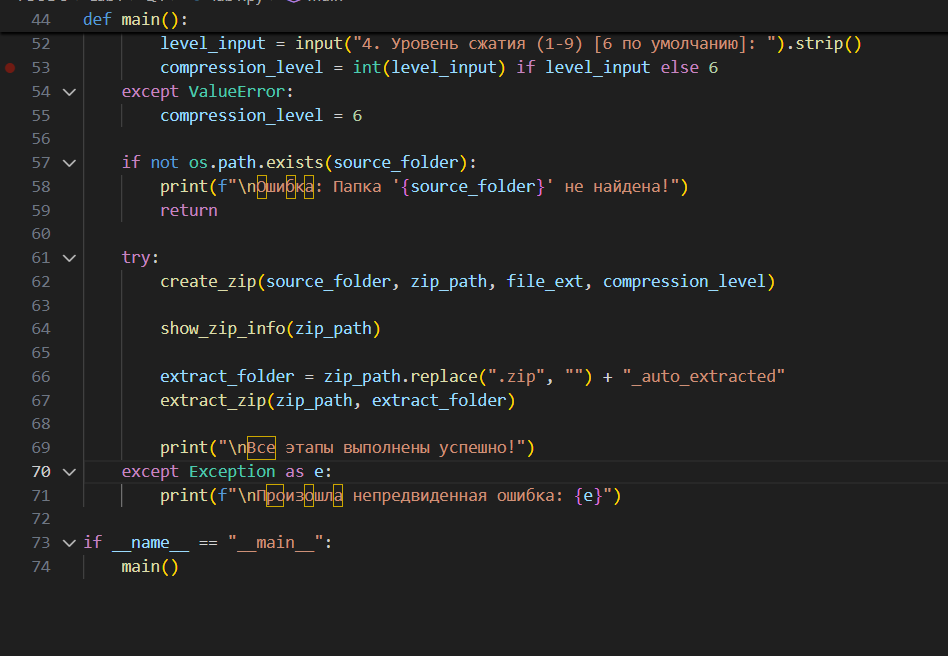 44 def main():
52 level_input = input("4. Уровень сжатия (1-9) [6 по умолчанию]: ").strip()
53 compression_level = int(level_input) if level_input else 6
54 except ValueError:
55 compression_level = 6
56
57 if not os.path.exists(source_folder):
58 print(f"\nОшибка: Папка '{source_folder}' не найдена!")
59 return
60
61 try:
62 create_zip(source_folder, zip_path, file_ext, compression_level)
63
64 show_zip_info(zip_path)
65
66 extract_folder = zip_path.replace(".zip", "") + "_auto_extracted"
67 extract_zip(zip_path, extract_folder)
68
69 print("\nВсе этапы выполнены успешно!")
70 except Exception as e:
71 print(f"\nПроизошла непредвиденная ошибка: {e}")
72
73 if __name__ == "__main__":
74 main()